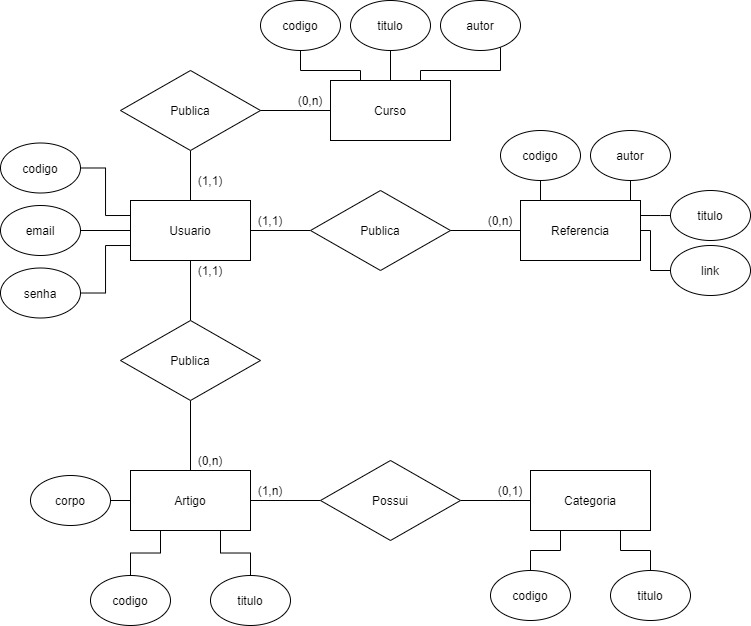 codigo
titulo
autor
Publica
(0,n)
Curso
codigo
autor
codigo
(1,1)
email
Usuario
(1,1)
Publica
(0,n)
Referencia
titulo
link
senha
(1,1)
Publica
(0,n)
corpo
Artigo
(1,n)
Possui
(0,1)
Categoria
codigo
titulo
codigo
titulo